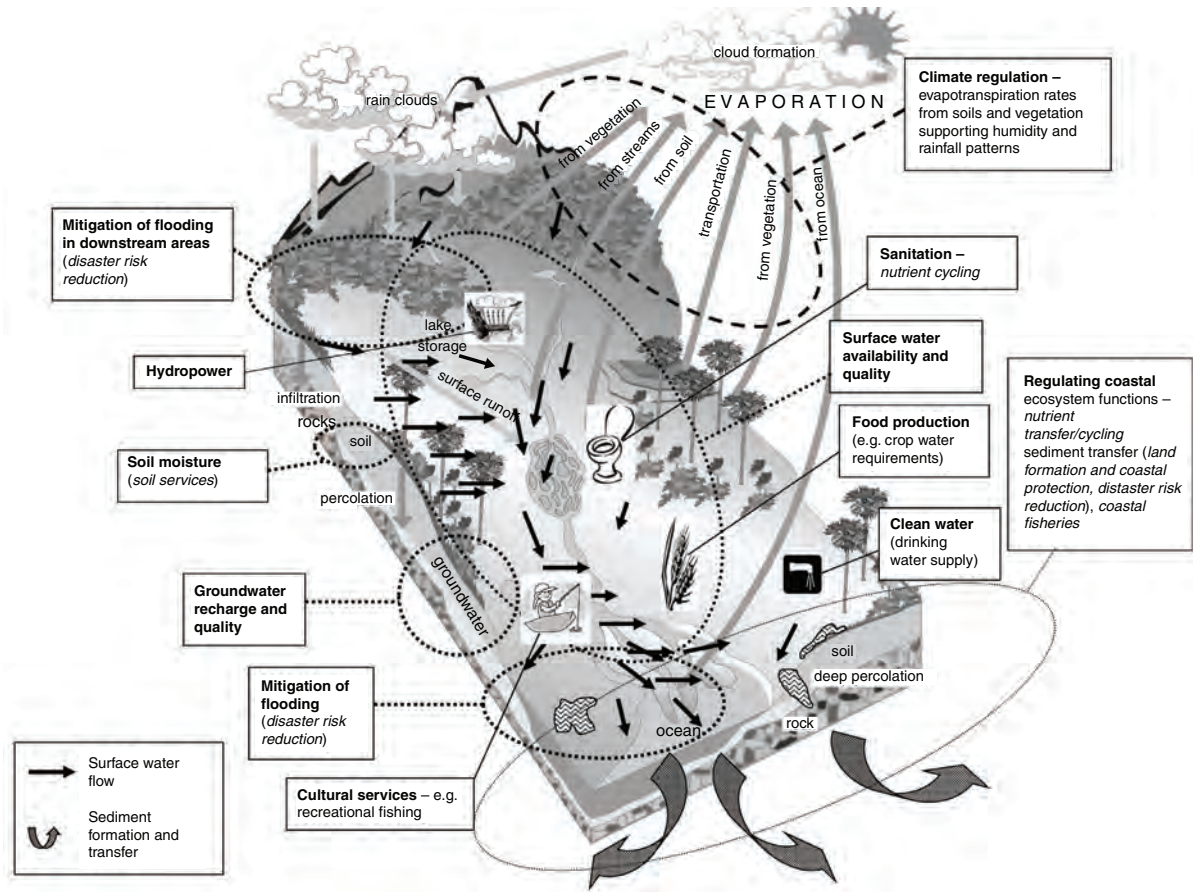 cloud formation
rain clouds
EVAPORATION
Climate regulation –
evapotranspiration rates
from soils and vegetation
supporting humidity and
rainfall patterns
from vegetation
from streams
from soil
transportation
from vegetation
from ocean
Mitigation of flooding
in downstream areas
(disaster risk
reduction)
Sanitation –
nutrient cycling
lake
storage
Hydropower
surface runoff
Surface water
availability and
quality
Regulating coastal
ecosystem functions –
nutrient
transfer/cycling
sediment transfer (land
formation and coastal
protection, distaster risk
reduction), coastal
fisheries
infiltration
rocks
soil
Food production
(e.g. crop water
requirements)
Soil moisture
(soil services)
percolation
Clean water
(drinking
water supply)
groundwater
Groundwater
recharge and
quality
soil
deep percolation
rock
Mitigation of
flooding
(disaster risk
reduction)
ocean
Surface water
flow
Sediment
formation and
transfer
Cultural services – e.g.
recreational fishing